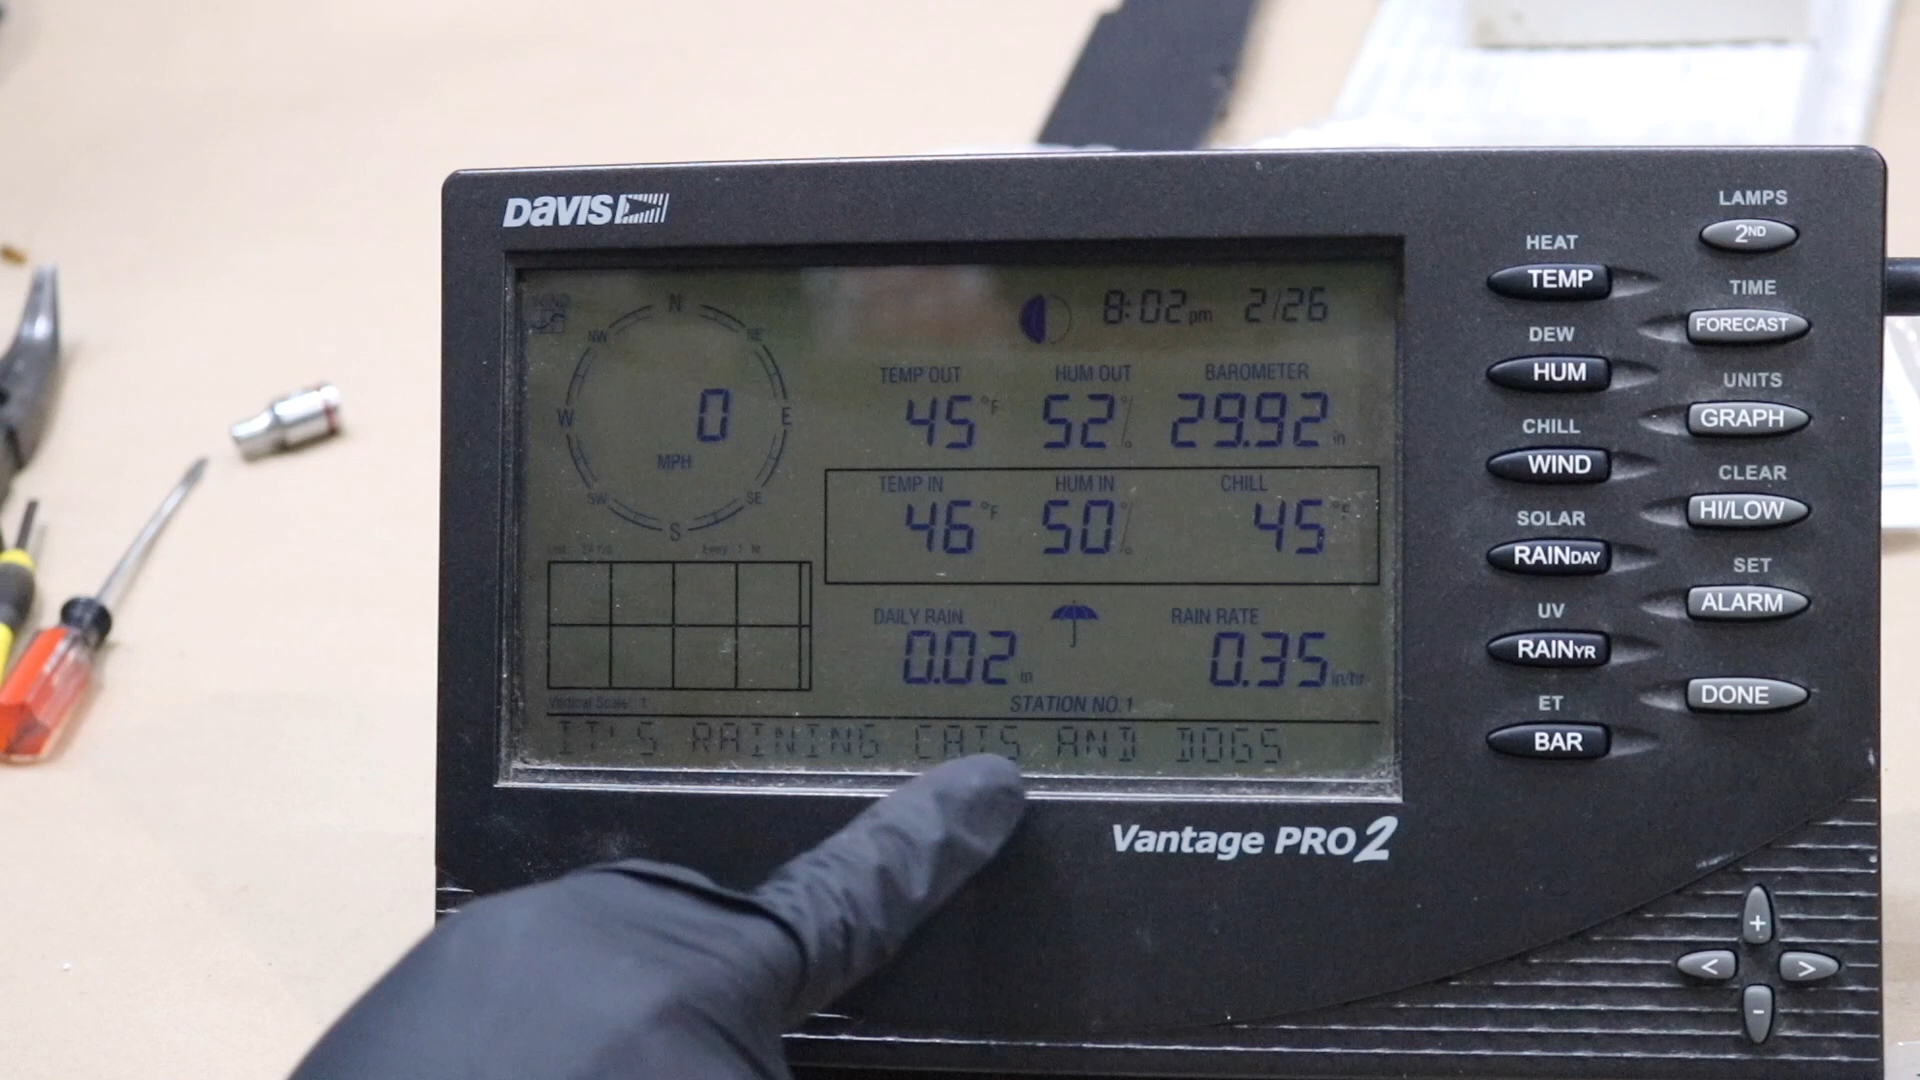 DAVIS
N
NW
NE
W
E
SW
SE
S
0
MPH
8:02 pm 2/26
TEMP OUT HUM OUT BAROMETER
45°F 52% 29.92 in
TEMP IN HUM IN CHILL
46°F 50% 45°F
DAILY RAIN RAIN RATE
0.02 in 0.35 in/hr
Vertical Scale: 1
STATION NO. 1
IT'S RAINING CATS AND DOGS
Vantage PRO2
LAMPS
2ND
HEAT
TEMP
TIME
FORECAST
DEW
HUM
UNITS
GRAPH
CHILL
WIND
CLEAR
HI/LOW
SOLAR
RAINDAY
SET
ALARM
UV
RAINYR
DONE
ET
BAR
+
< >
-